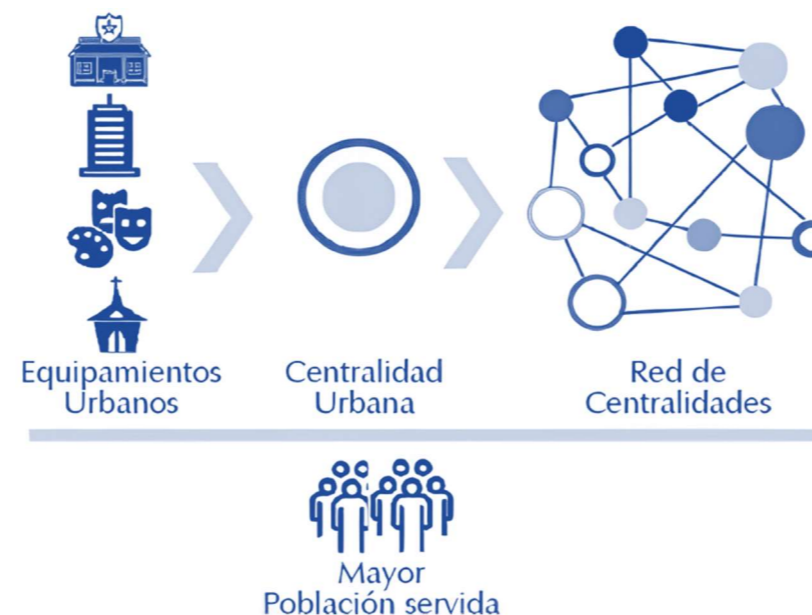 Equipamientos
Urbanos
Centralidad
Urbana
Red de
Centralidades
Mayor
Población servida